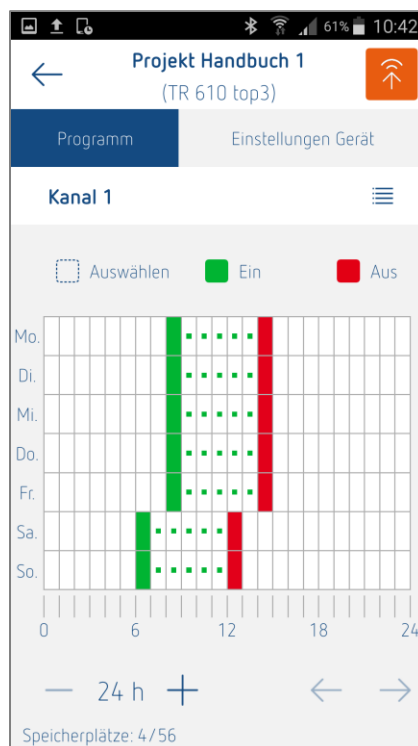 61% 10:42
Projekt Handbuch 1
(TR 610 top3)
Programm Einstellungen Gerät
Kanal 1
Auswählen Ein Aus
Mo.
Di.
Mi.
Do.
Fr.
Sa.
So.
0 6 12 18 24
24 h
Speicherplätze: 4/56